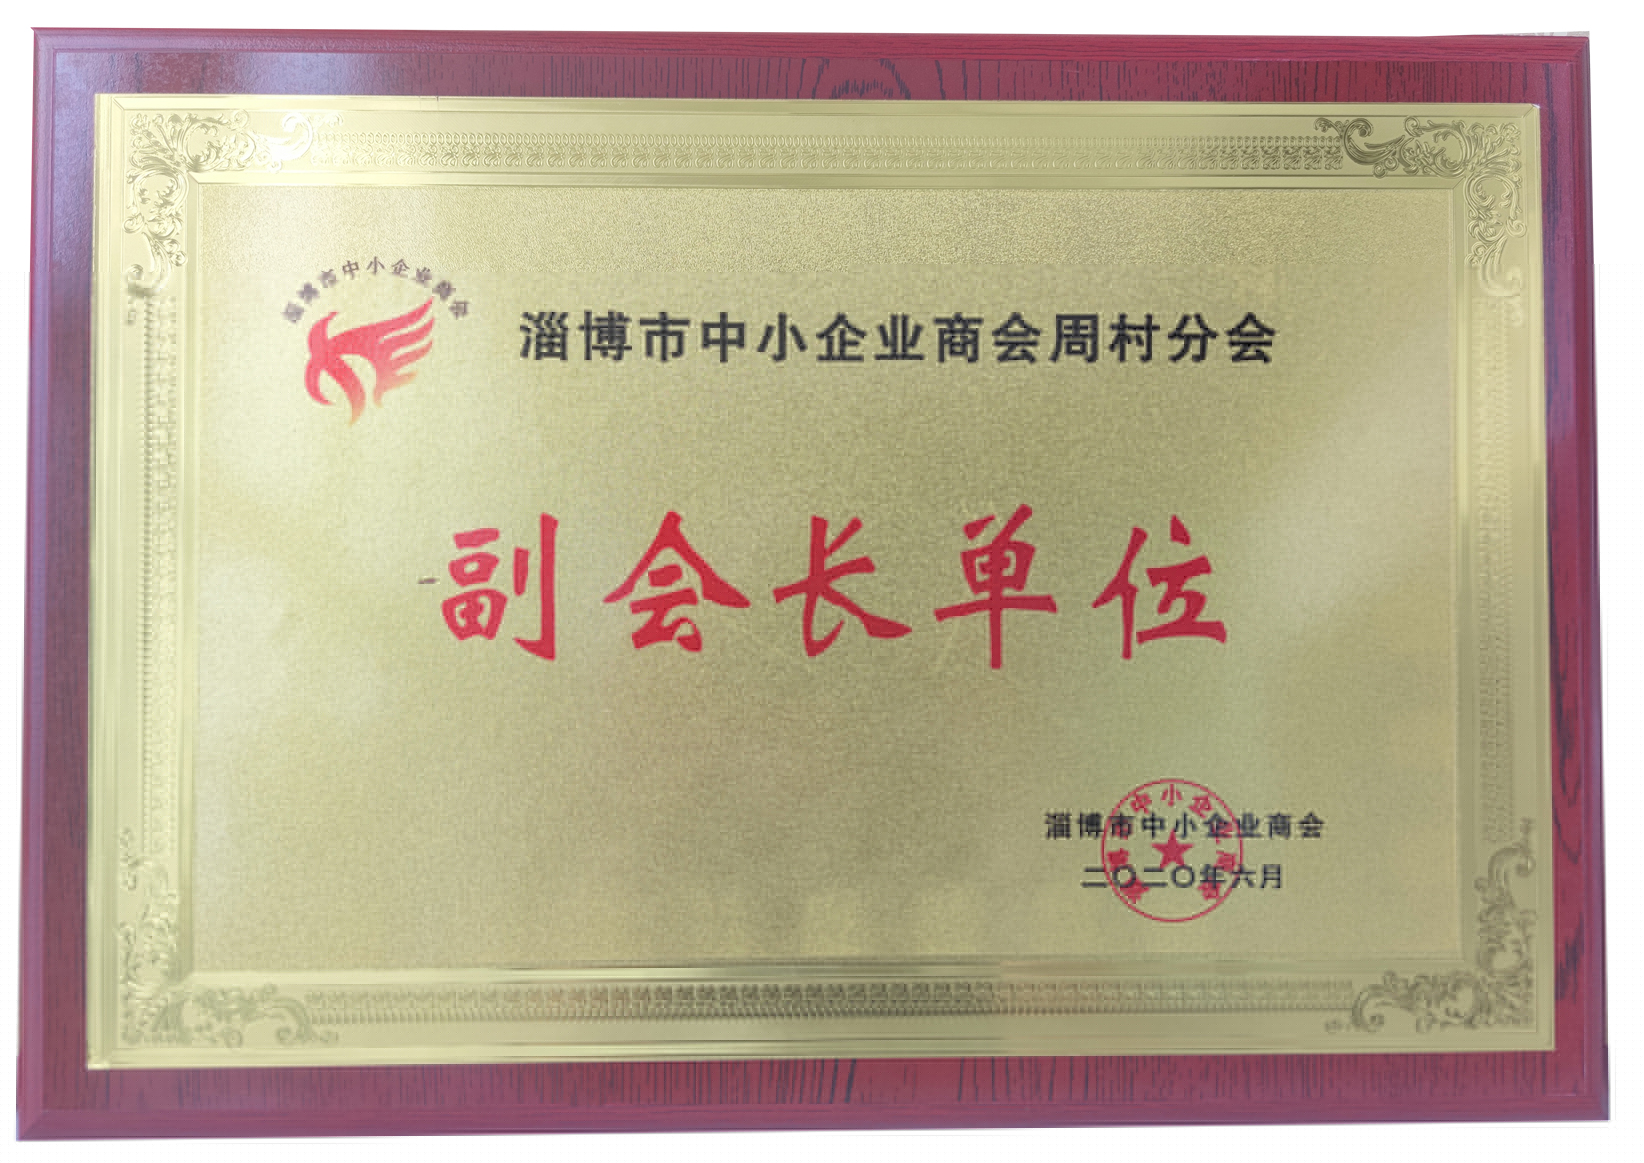 淄博市中小企业商会
淄博市中小企业商会周村分会
副会长单位
淄博市中小企业商会
二〇二〇年六月